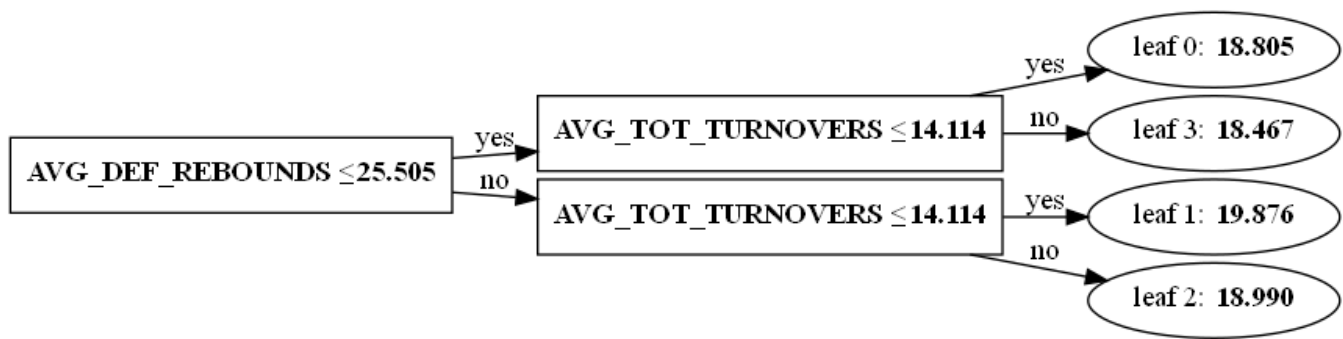 AVG_DEF_REBOUNDS ≤25.505
yes
no
AVG_TOT_TURNOVERS ≤14.114
AVG_TOT_TURNOVERS ≤14.114
yes
no
yes
no
leaf 0: 18.805
leaf 3: 18.467
leaf 1: 19.876
leaf 2: 18.990